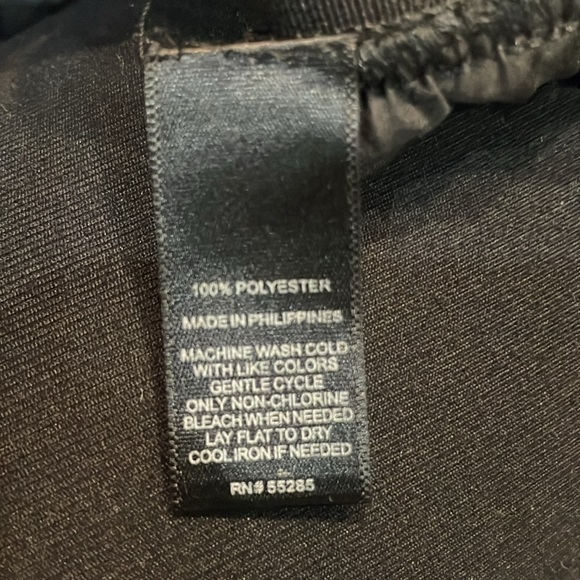 100% POLYESTER
MADE IN PHILIPPINES
MACHINE WASH COLD
WITH LIKE COLORS
GENTLE CYCLE
ONLY NON-CHLORINE
BLEACH WHEN NEEDED
LAY FLAT TO DRY
COOL IRON IF NEEDED
RN# 55285